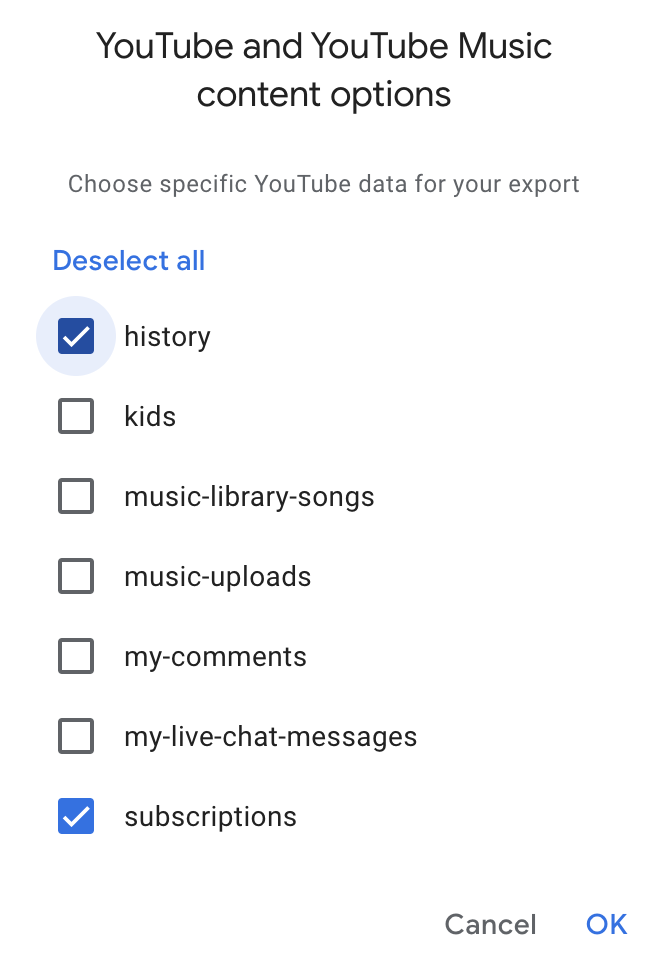 YouTube and YouTube Music
content options
Choose specific YouTube data for your export
Deselect all
history
kids
music-library-songs
music-uploads
my-comments
my-live-chat-messages
subscriptions
Cancel OK